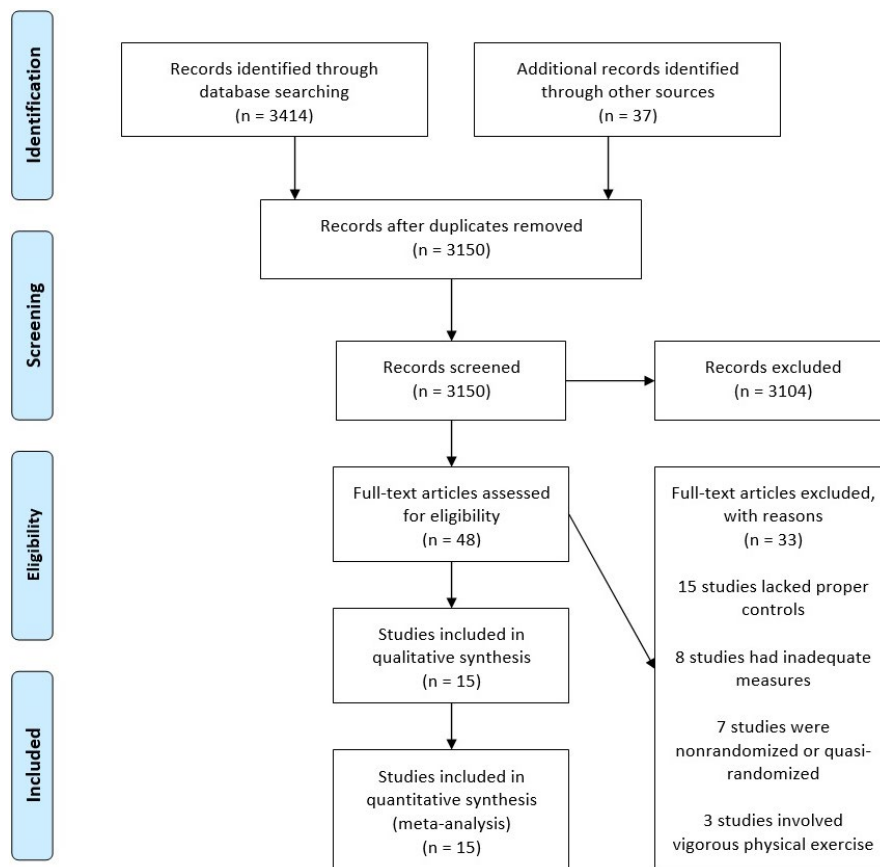 Identification
Records identified through
database searching
(n = 3414)
Additional records identified
through other sources
(n = 37)
Records after duplicates removed
(n = 3150)
Screening
Records screened
(n = 3150)
Records excluded
(n = 3104)
Eligibility
Full-text articles assessed
for eligibility
(n = 48)
Full-text articles excluded,
with reasons
(n = 33)
15 studies lacked proper
controls
8 studies had inadequate
measures
7 studies were
nonrandomized or quasi-
randomized
3 studies involved
vigorous physical exercise
Studies included in
qualitative synthesis
(n = 15)
Included
Studies included in
quantitative synthesis
(meta-analysis)
(n = 15)